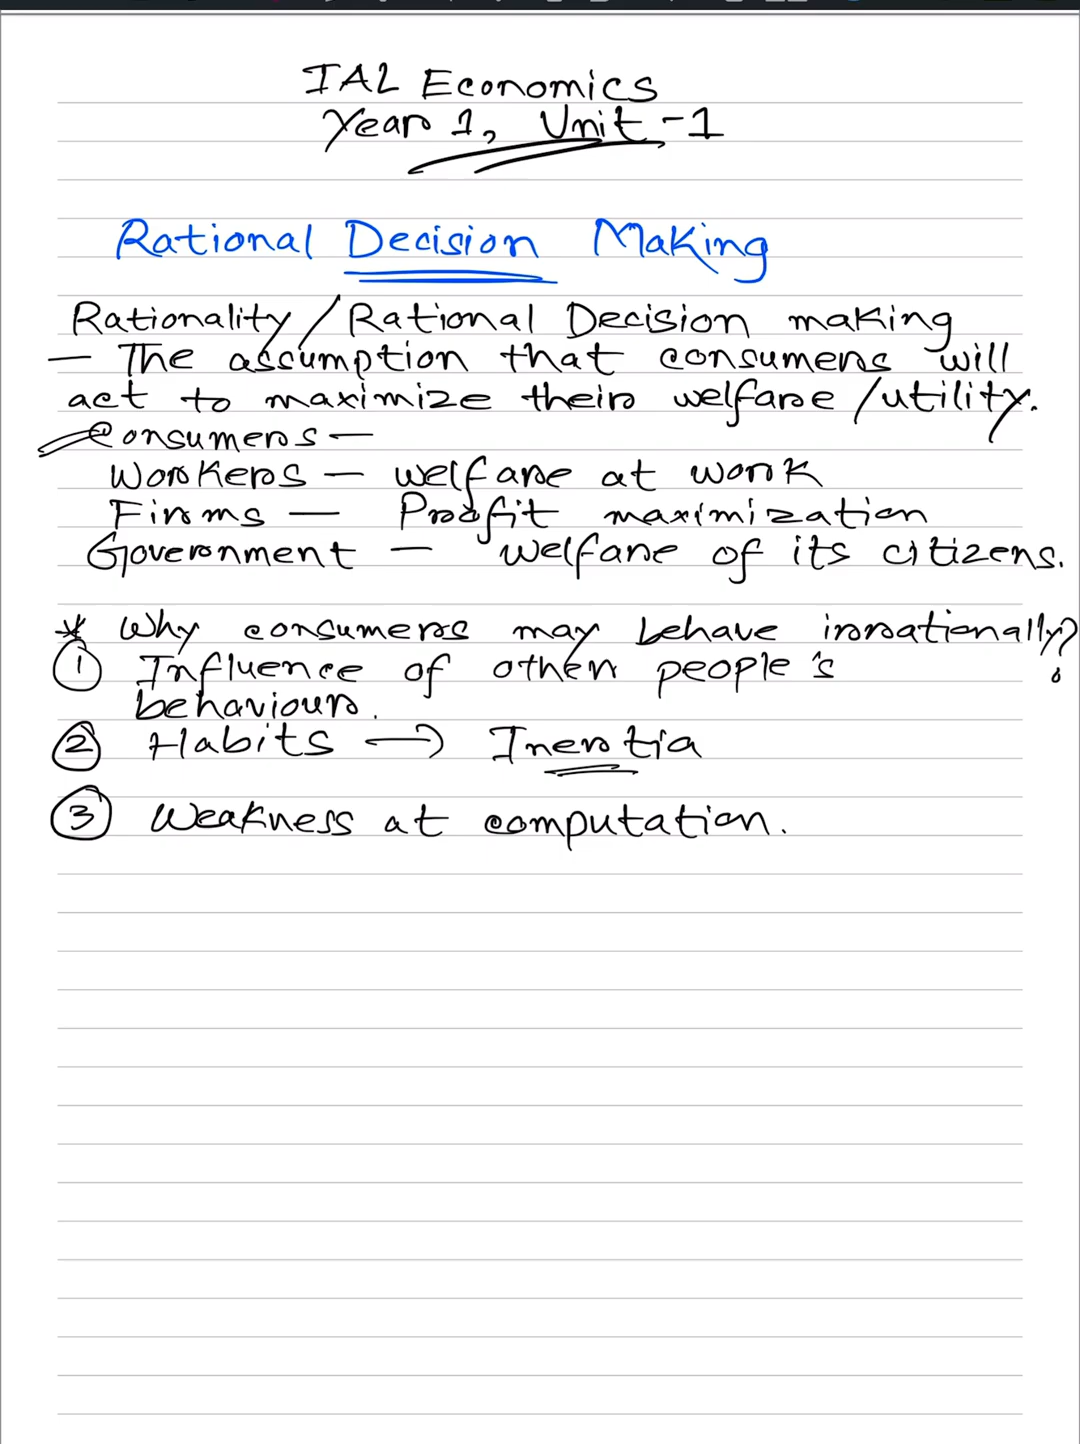 IAL Economics
Year 1, Unit-1
Rational Decision Making
Rationality/Rational Decision making
— The assumption that consumers will
act to maximize their welfare/utility.
Consumers —
Workers — welfare at work
Firms — Profit maximization
Government — welfare of its citizens.
* Why consumers may behave irrationally?
① Influence of other people's
behaviour.
② Habits → Inertia
③ Weakness at computation.